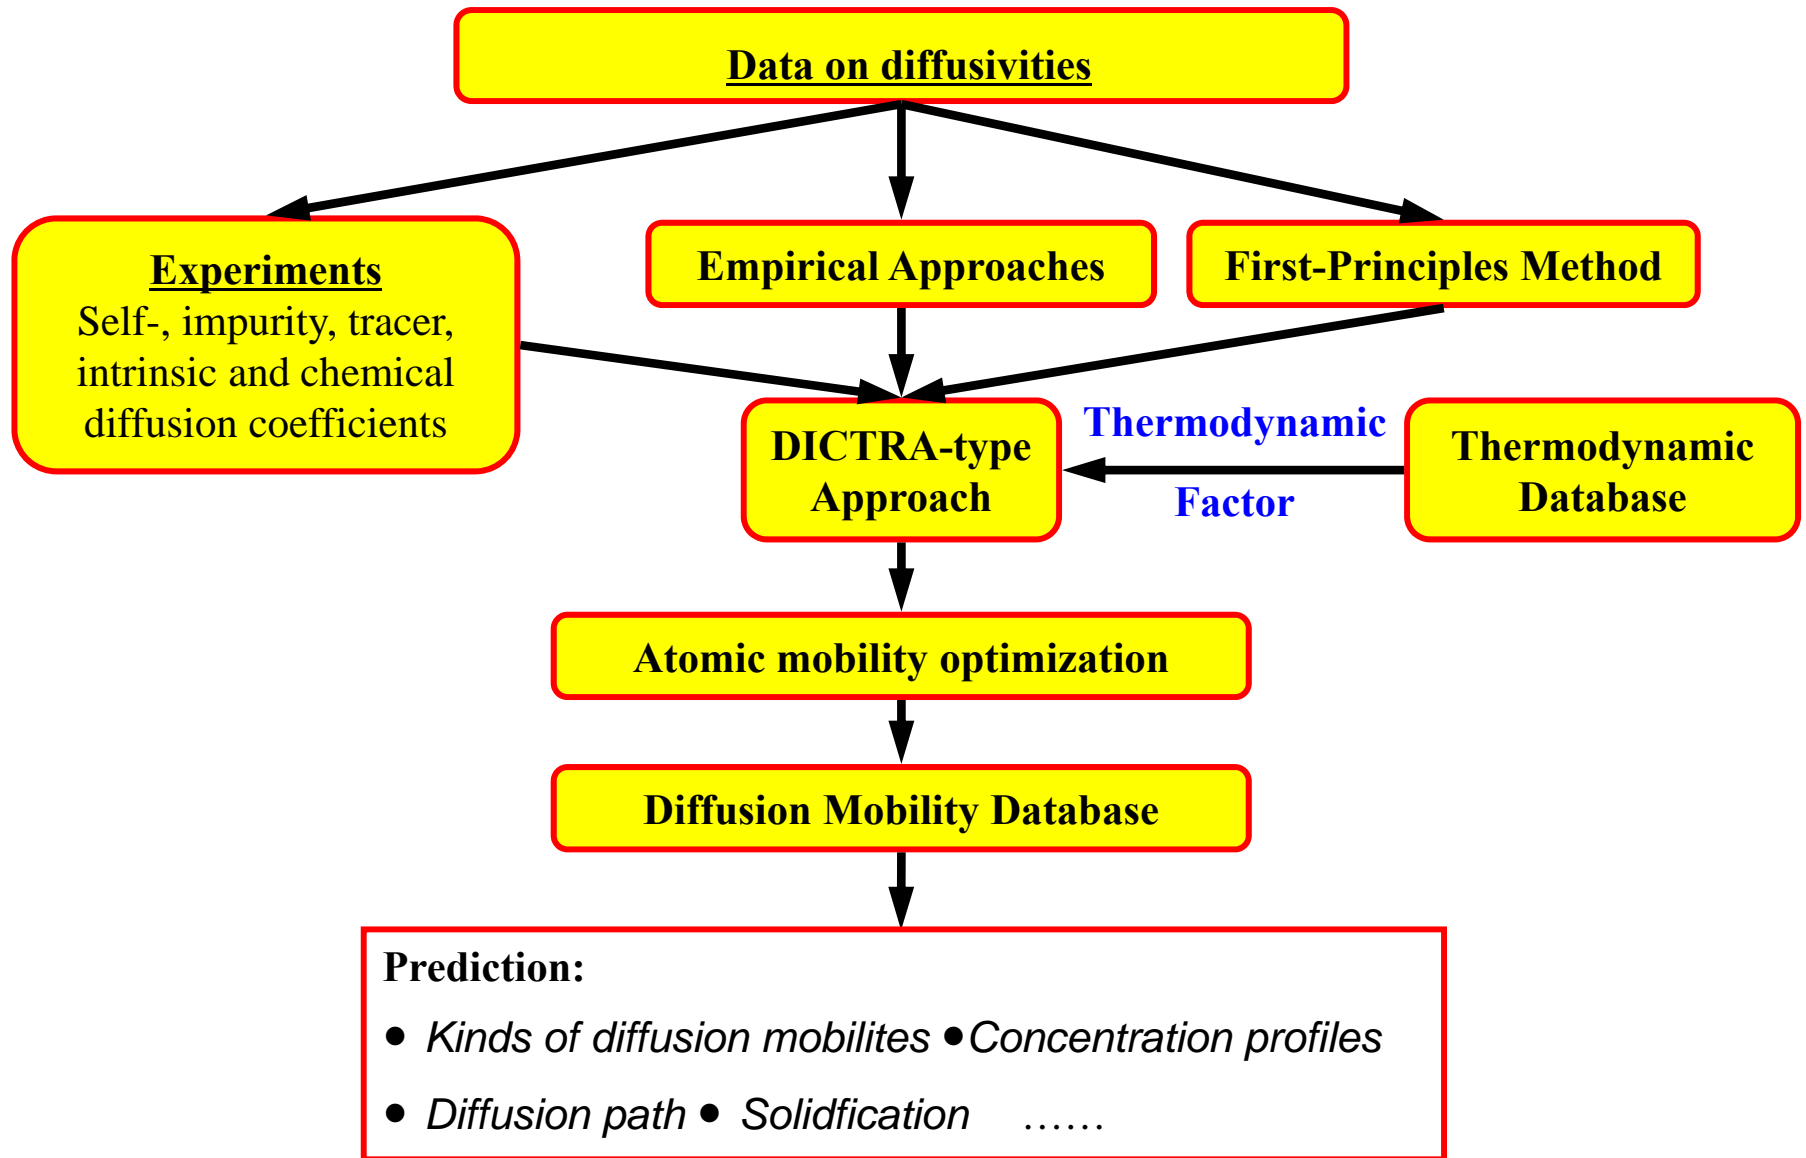 Data on diffusivities
Experiments
Self-, impurity, tracer,
intrinsic and chemical
diffusion coefficients
Empirical Approaches
First-Principles Method
DICTRA-type
Approach
Thermodynamic
Factor
Thermodynamic
Database
Atomic mobility optimization
Diffusion Mobility Database
Prediction:
● Kinds of diffusion mobilites ●Concentration profiles
● Diffusion path ● Solidfication ……